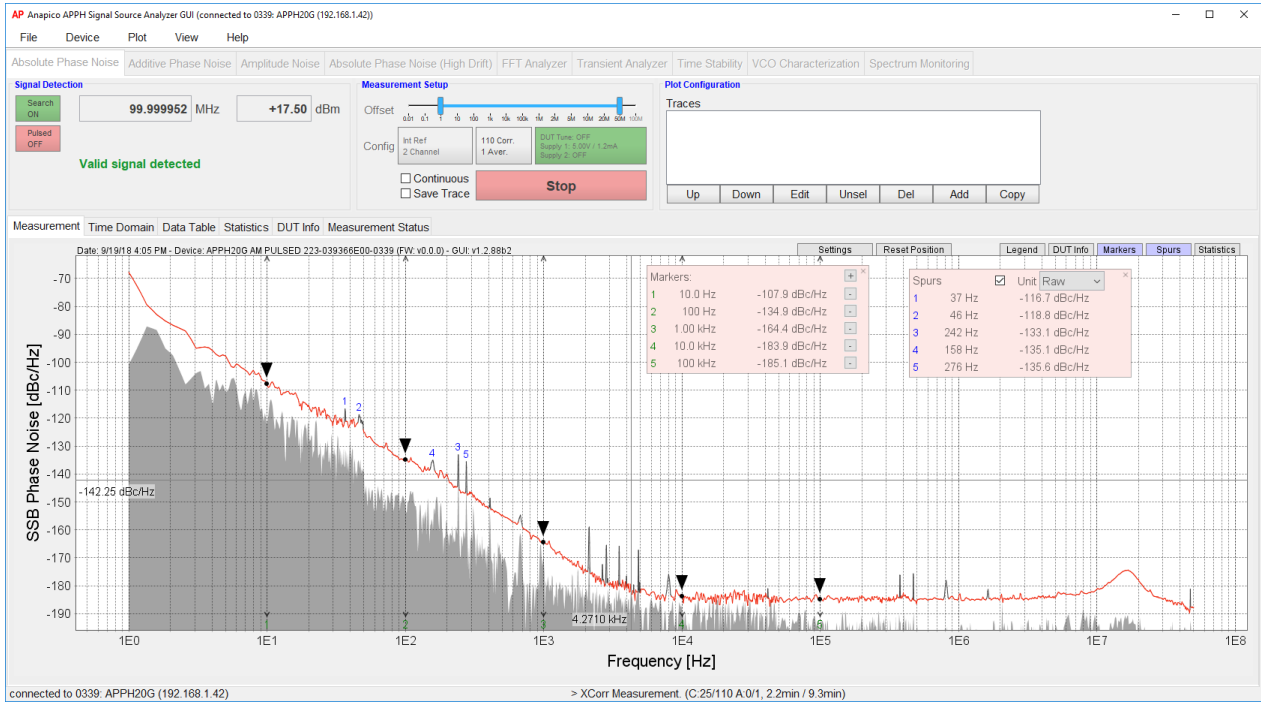 AP Anapico APPH Signal Source Analyzer GUI (connected to 0339: APPH20G (192.168.1.42))
File Device Plot View Help
Absolute Phase Noise Additive Phase Noise Amplitude Noise Absolute Phase Noise (High Drift) FFT Analyzer Transient Analyzer Time Stability VCO Characterization Spectrum Monitoring
Signal Detection
Search
ON
99.999952 MHz +17.50 dBm
Pulsed
OFF
Valid signal detected
Measurement Setup
Offset
0.01 0.1 1 10 100 1k 10k 100k 1M 2M 5M 10M 20M 50M 100M
Config
Int Ref
2 Channel
110 Corr.
1 Aver.
DUT Tune: OFF
Supply 1: 5.00V / 1.2mA
Supply 2: OFF
Continuous
Save Trace
Stop
Plot Configuration
Traces
Up Down Edit Unsel Del Add Copy
Measurement Time Domain Data Table Statistics DUT Info Measurement Status
Date: 9/19/18 4:05 PM - Device: APPH20G AM PULSED 223-039366E00-0339 (FW: v0.0.0) - GUI: v1.2.88b2
Settings Reset Position Legend DUT Info Markers Spurs Statistics
Markers: + ×
1 10.0 Hz -107.9 dBc/Hz -
2 100 Hz -134.9 dBc/Hz -
3 1.00 kHz -164.4 dBc/Hz -
4 10.0 kHz -183.9 dBc/Hz -
5 100 kHz -185.1 dBc/Hz -
Spurs Unit Raw ×
1 37 Hz -116.7 dBc/Hz
2 46 Hz -118.8 dBc/Hz
3 242 Hz -133.1 dBc/Hz
4 158 Hz -135.1 dBc/Hz
5 276 Hz -135.6 dBc/Hz
SSB Phase Noise [dBc/Hz]
-70
-80
-90
-100
-110
-120
-130
-140
-150
-160
-170
-180
-190
1
2
4
3
5
-142.25 dBc/Hz
4.2710 kHz
1 2 3 4 5
1E0 1E1 1E2 1E3 1E4 1E5 1E6 1E7 1E8
Frequency [Hz]
connected to 0339: APPH20G (192.168.1.42)
> XCorr Measurement. (C:25/110 A:0/1, 2.2min / 9.3min)